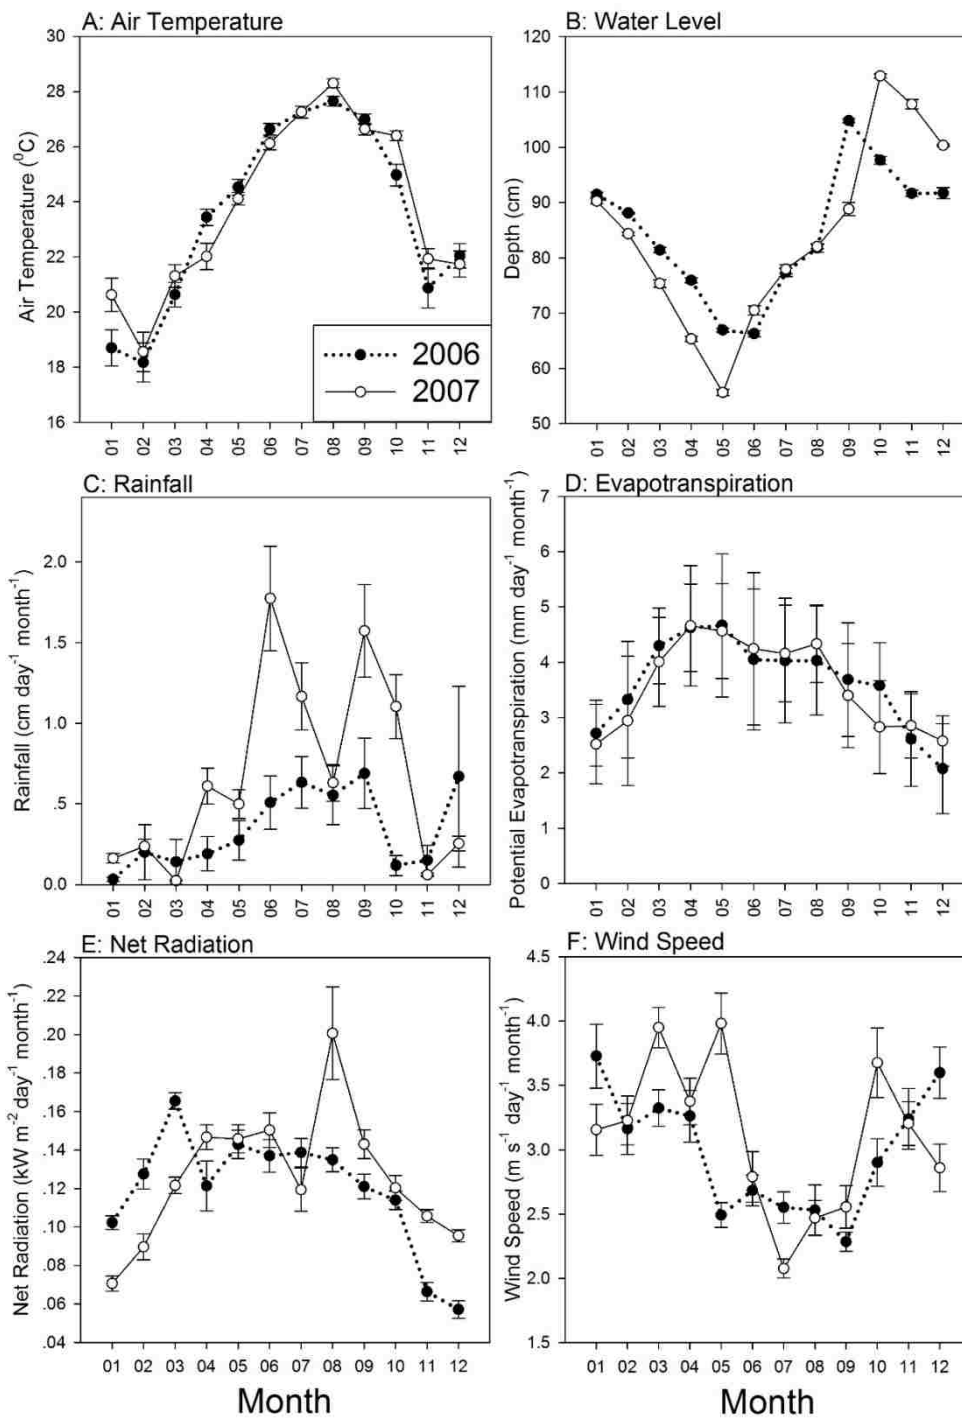 A: Air Temperature
Air Temperature (⁰C)
28
26
24
22
20
18
16
30
2006
2007
01 02 03 04 05 06 07 08 09 10 11 12
B: Water Level
Depth (cm)
120
110
100
90
80
70
60
50
01 02 03 04 05 06 07 08 09 10 11 12
C: Rainfall
Rainfall (cm day⁻¹ month⁻¹)
2.0
1.5
1.0
.5
0.0
01 02 03 04 05 06 07 08 09 10 11 12
D: Evapotranspiration
Potential Evapotranspiration (mm day⁻¹ month⁻¹)
7
6
5
4
3
2
1
0
01 02 03 04 05 06 07 08 09 10 11 12
E: Net Radiation
Net Radiation (kW m⁻² day⁻¹ month⁻¹)
.24
.22
.20
.18
.16
.14
.12
.10
.08
.06
.04
01 02 03 04 05 06 07 08 09 10 11 12
Month
F: Wind Speed
Wind Speed (m s⁻¹ day⁻¹ month⁻¹)
4.5
4.0
3.5
3.0
2.5
2.0
1.5
01 02 03 04 05 06 07 08 09 10 11 12
Month